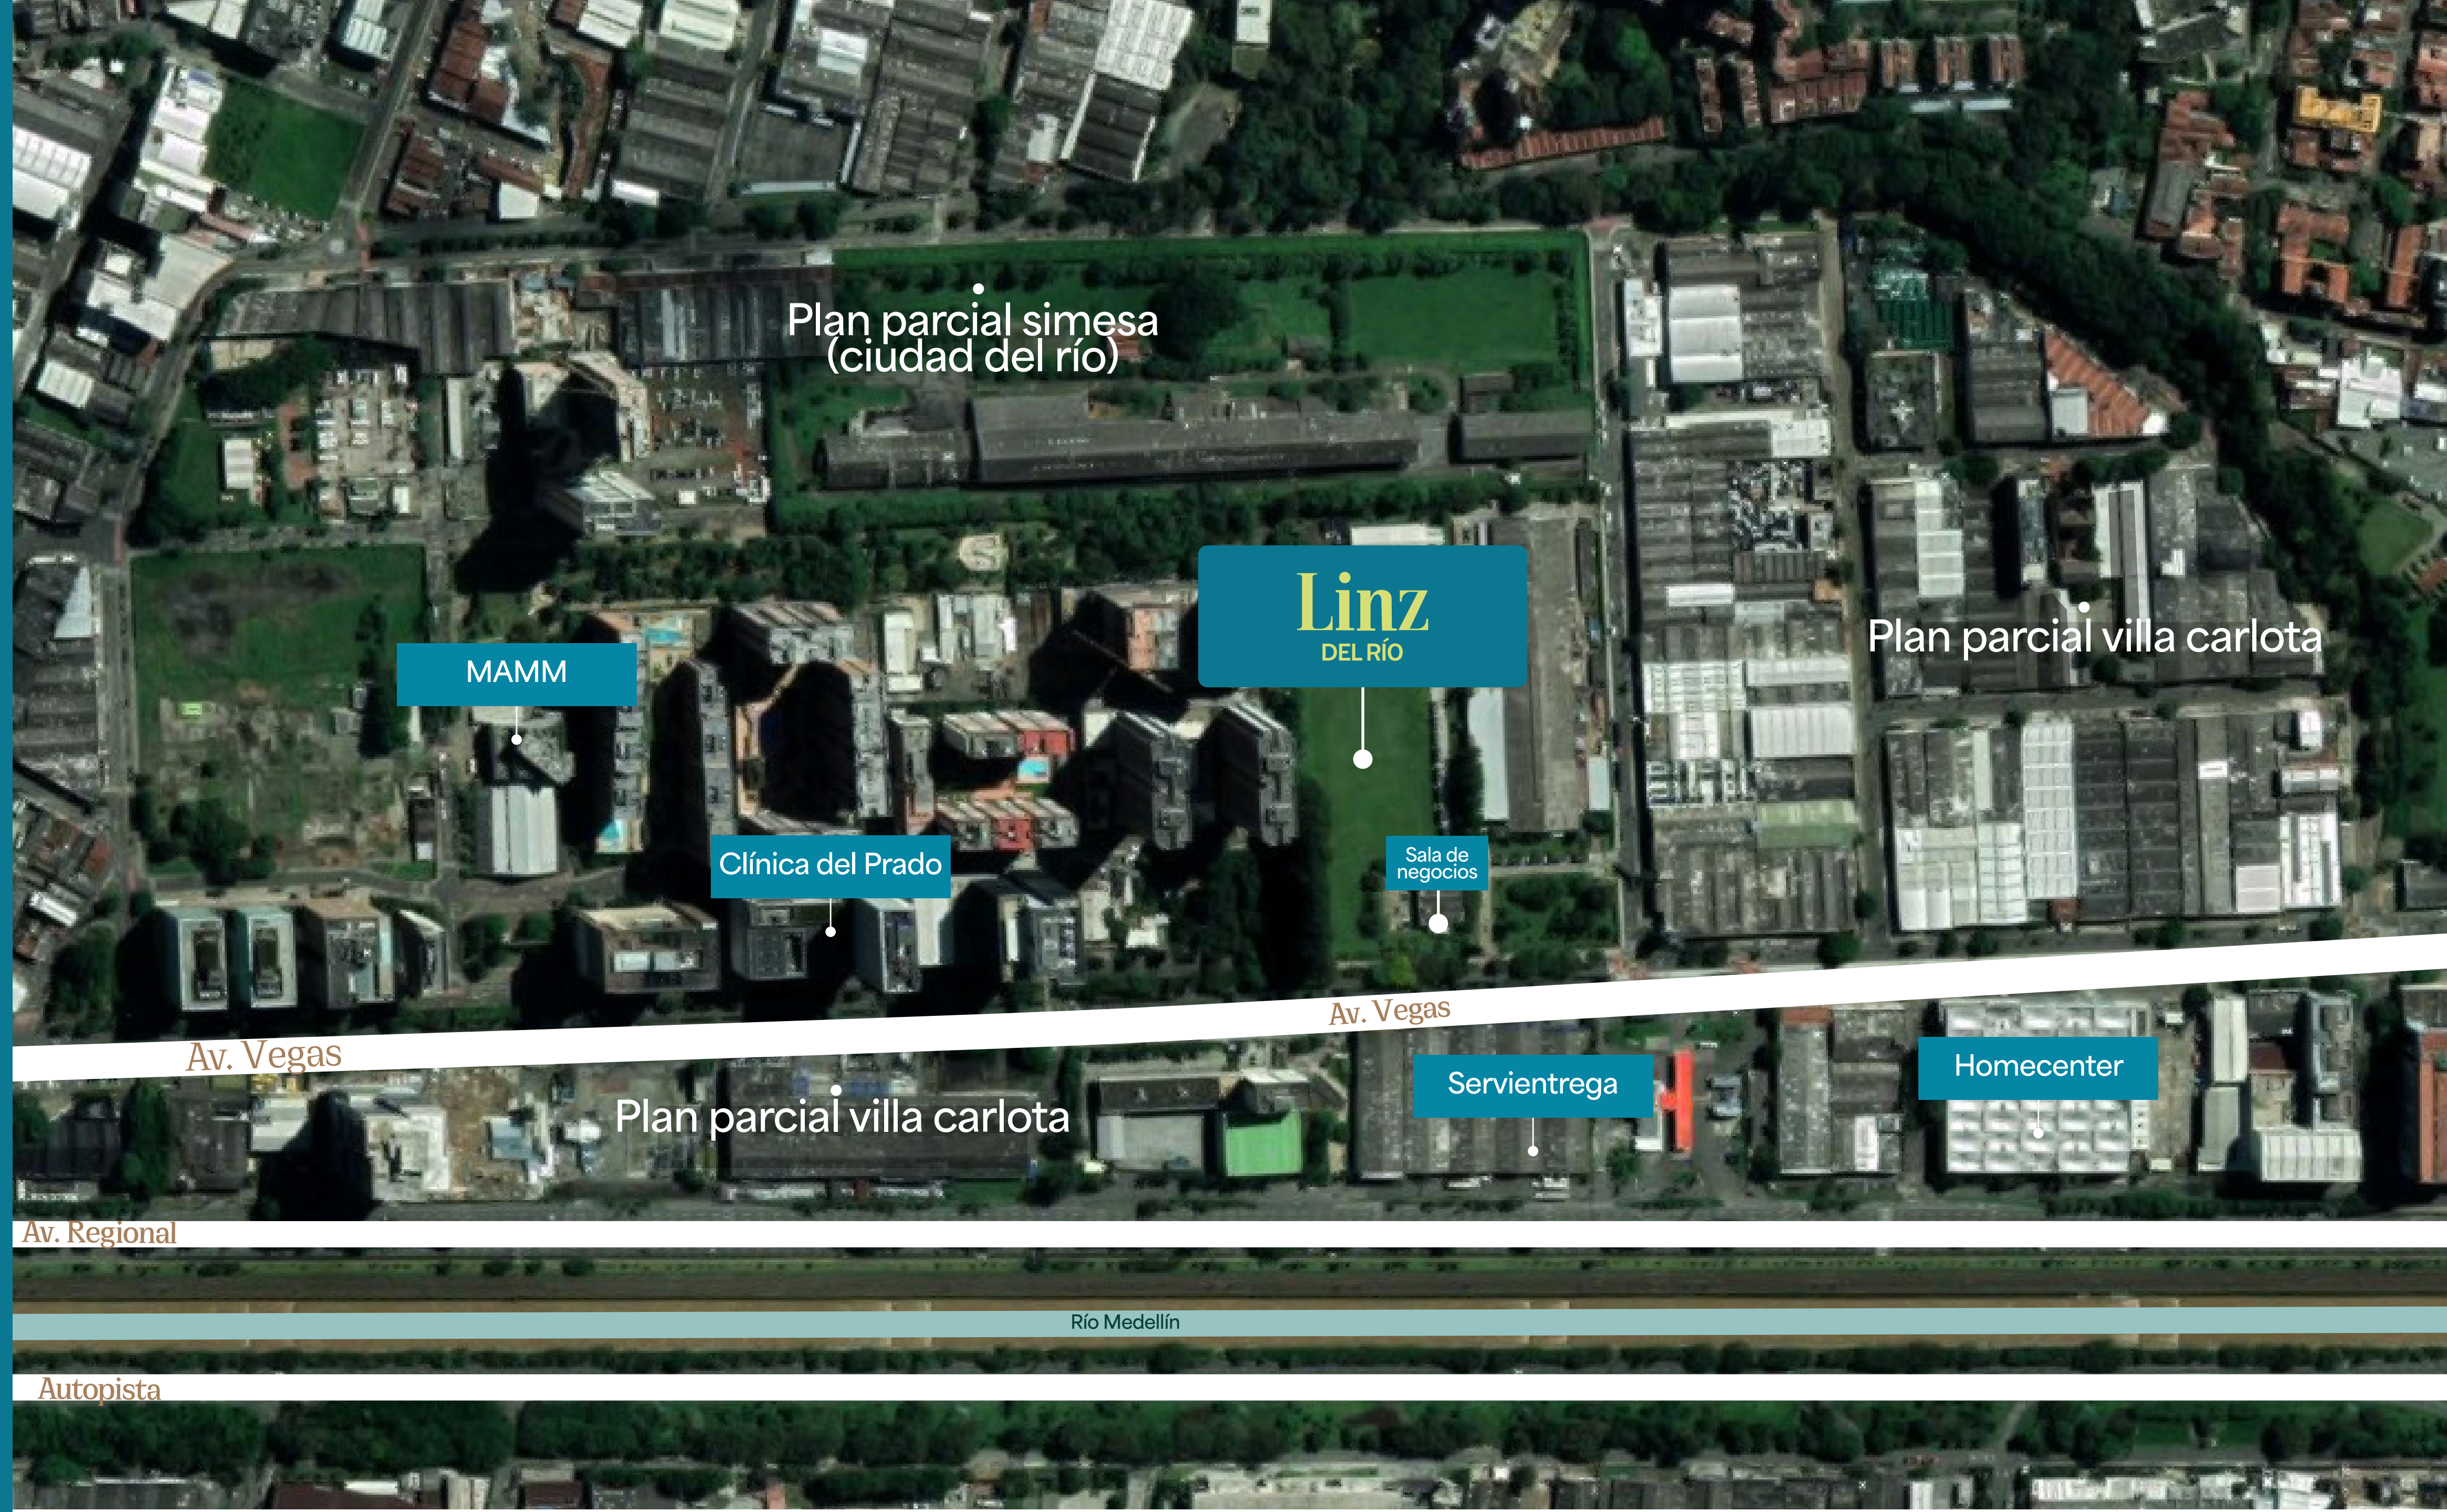 Plan parcial simesa
(ciudad del río)
Linz
DEL RÍO
Plan parcial villa carlota
MAMM
Clínica del Prado
Sala de
negocios
Av. Vegas
Av. Vegas
Servientrega
Homecenter
Plan parcial villa carlota
Av. Regional
Río Medellín
Autopista